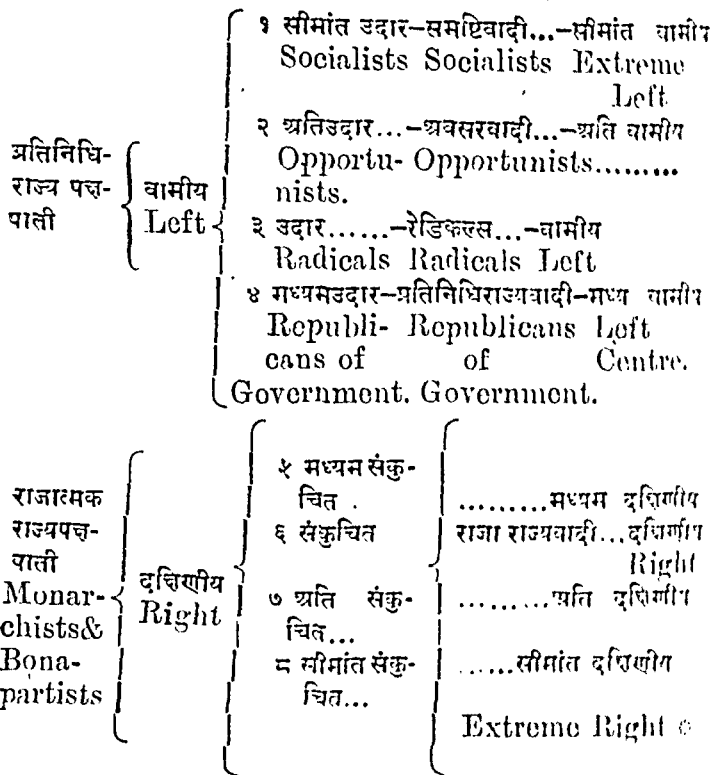 १ सीमांत उदार-समष्टिवादी...-सीमांत वामीय
Socialists Socialists Extreme
Left
२ अतिउदार...-अवसरवादी...-अति वामीय
Opportu- Opportunists.........
nists.
प्रतिनिधि-
राज्य पक्ष-
पाती
वामीय
Left
३ उदार......-रेडिकल्स...-वामीय
Radicals Radicals Left
४ मध्यमउदार-प्रतिनिधिराज्यवादी-मध्य वामीय
Republi- Republicans Left
cans of of Centre.
Government. Government.
राजात्मक
राज्यपक्ष-
पाती
Monar-
chists&
Bona-
partists
दक्षिणीय
Right
५ मध्यम संकु-
चित .
.........मध्यम दक्षिणीय
६ संकुचित राजा राज्यवादी...दक्षिणीय
Right
७ अति संकु-
चित...
.........अति दक्षिणीय
८ सीमांत संकु-
चित...
......सीमांत दक्षिणीय
Extreme Right